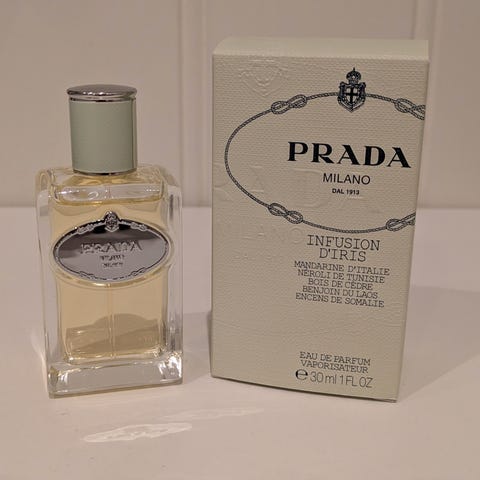 PRADA
MILANO
DAL 1913
INFUSION
D'IRIS
MANDARINE D'ITALIE
NÉROLI DE TUNISIE
BOIS DE CÈDRE
BENJOIN DU LAOS
ENCENS DE SOMALIE
EAU DE PARFUM
VAPORISATEUR
℮ 30 ml 1 FL OZ
PRADA
MILANO